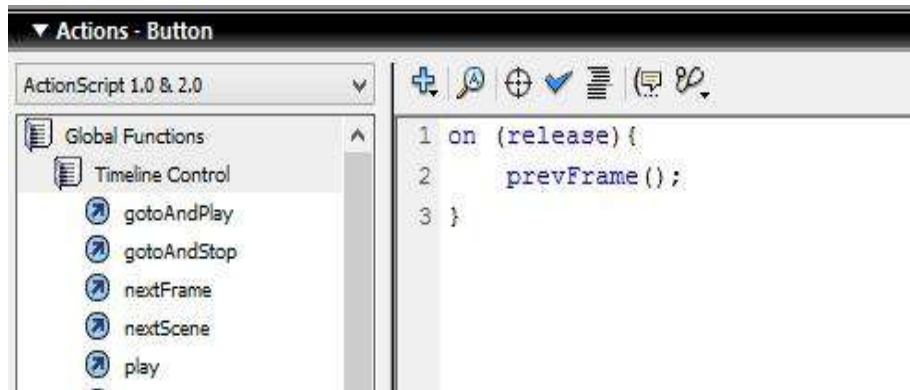 ▼ Actions - Button
ActionScript 1.0 & 2.0
Global Functions
Timeline Control
gotoAndPlay
gotoAndStop
nextFrame
nextScene
play
1 on (release){
2 prevFrame();
3 }